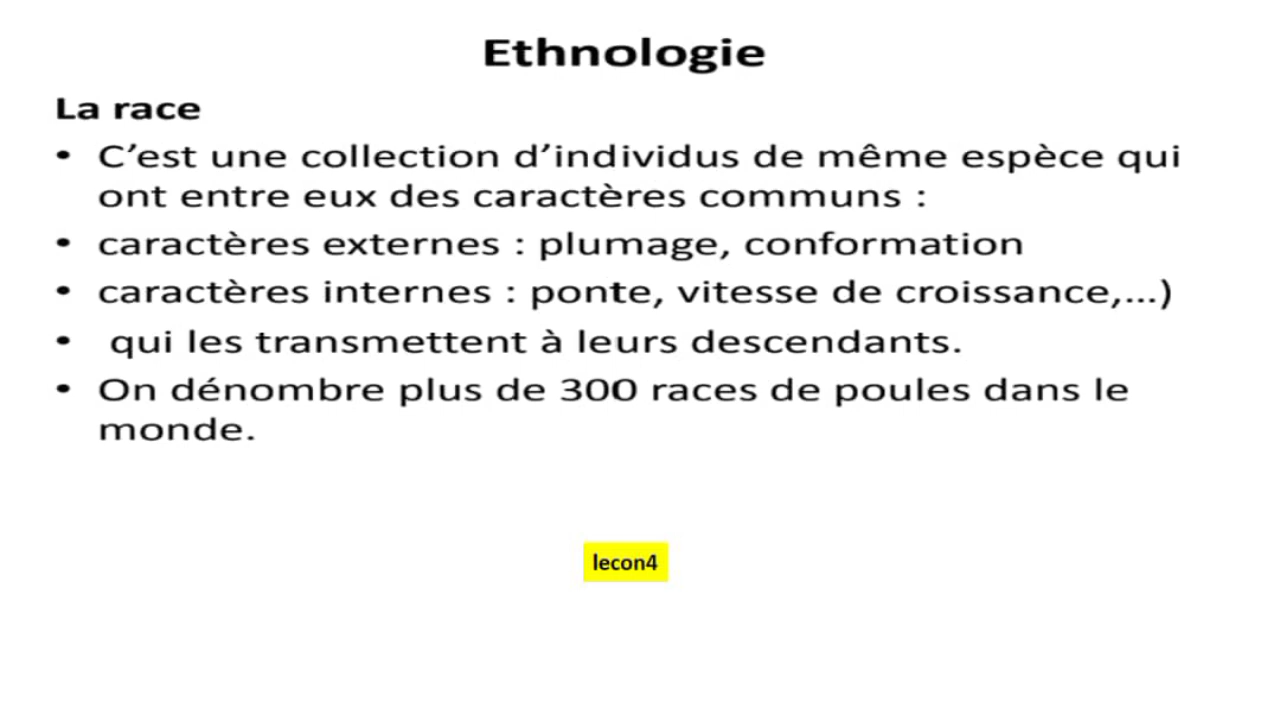 Ethnologie
La race
• C’est une collection d’individus de même espèce qui
ont entre eux des caractères communs :
• caractères externes : plumage, conformation
• caractères internes : ponte, vitesse de croissance,...)
• qui les transmettent à leurs descendants.
• On dénombre plus de 300 races de poules dans le
monde.
lecon4